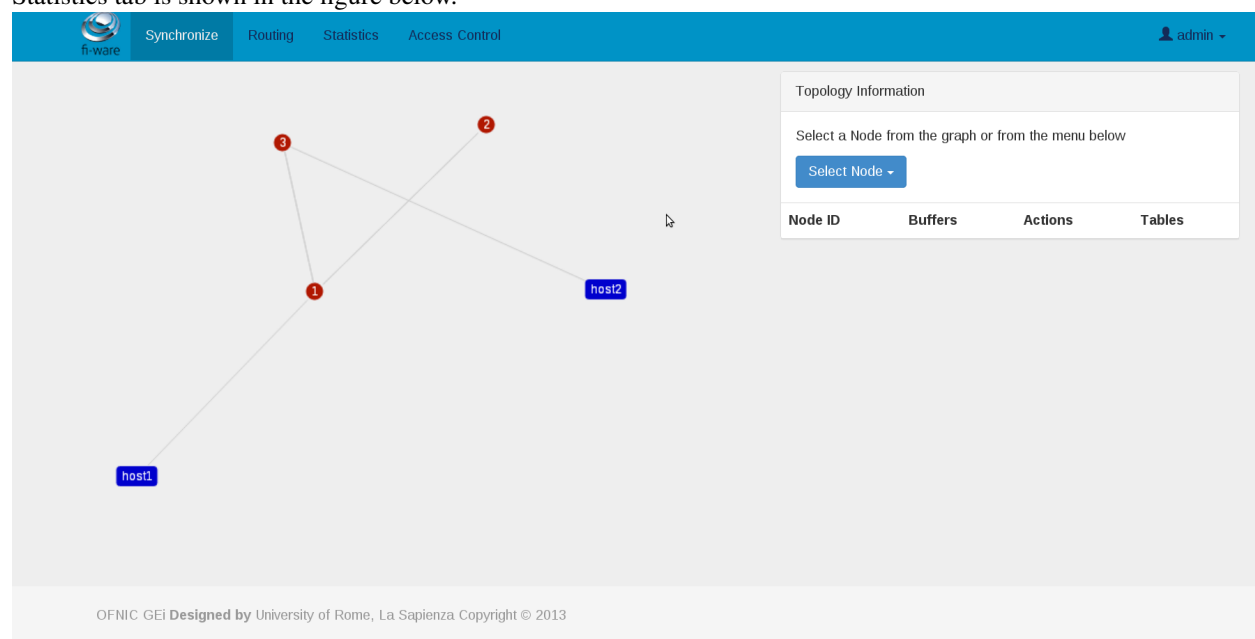 Statistics tab is shown in the figure below.
fi-ware Synchronize Routing Statistics Access Control admin
Topology Information
2
3
Select a Node from the graph or from the menu below
Select Node
Node ID Buffers Actions Tables
1
host2
host1
OFNIC GEi Designed by University of Rome, La Sapienza Copyright © 2013